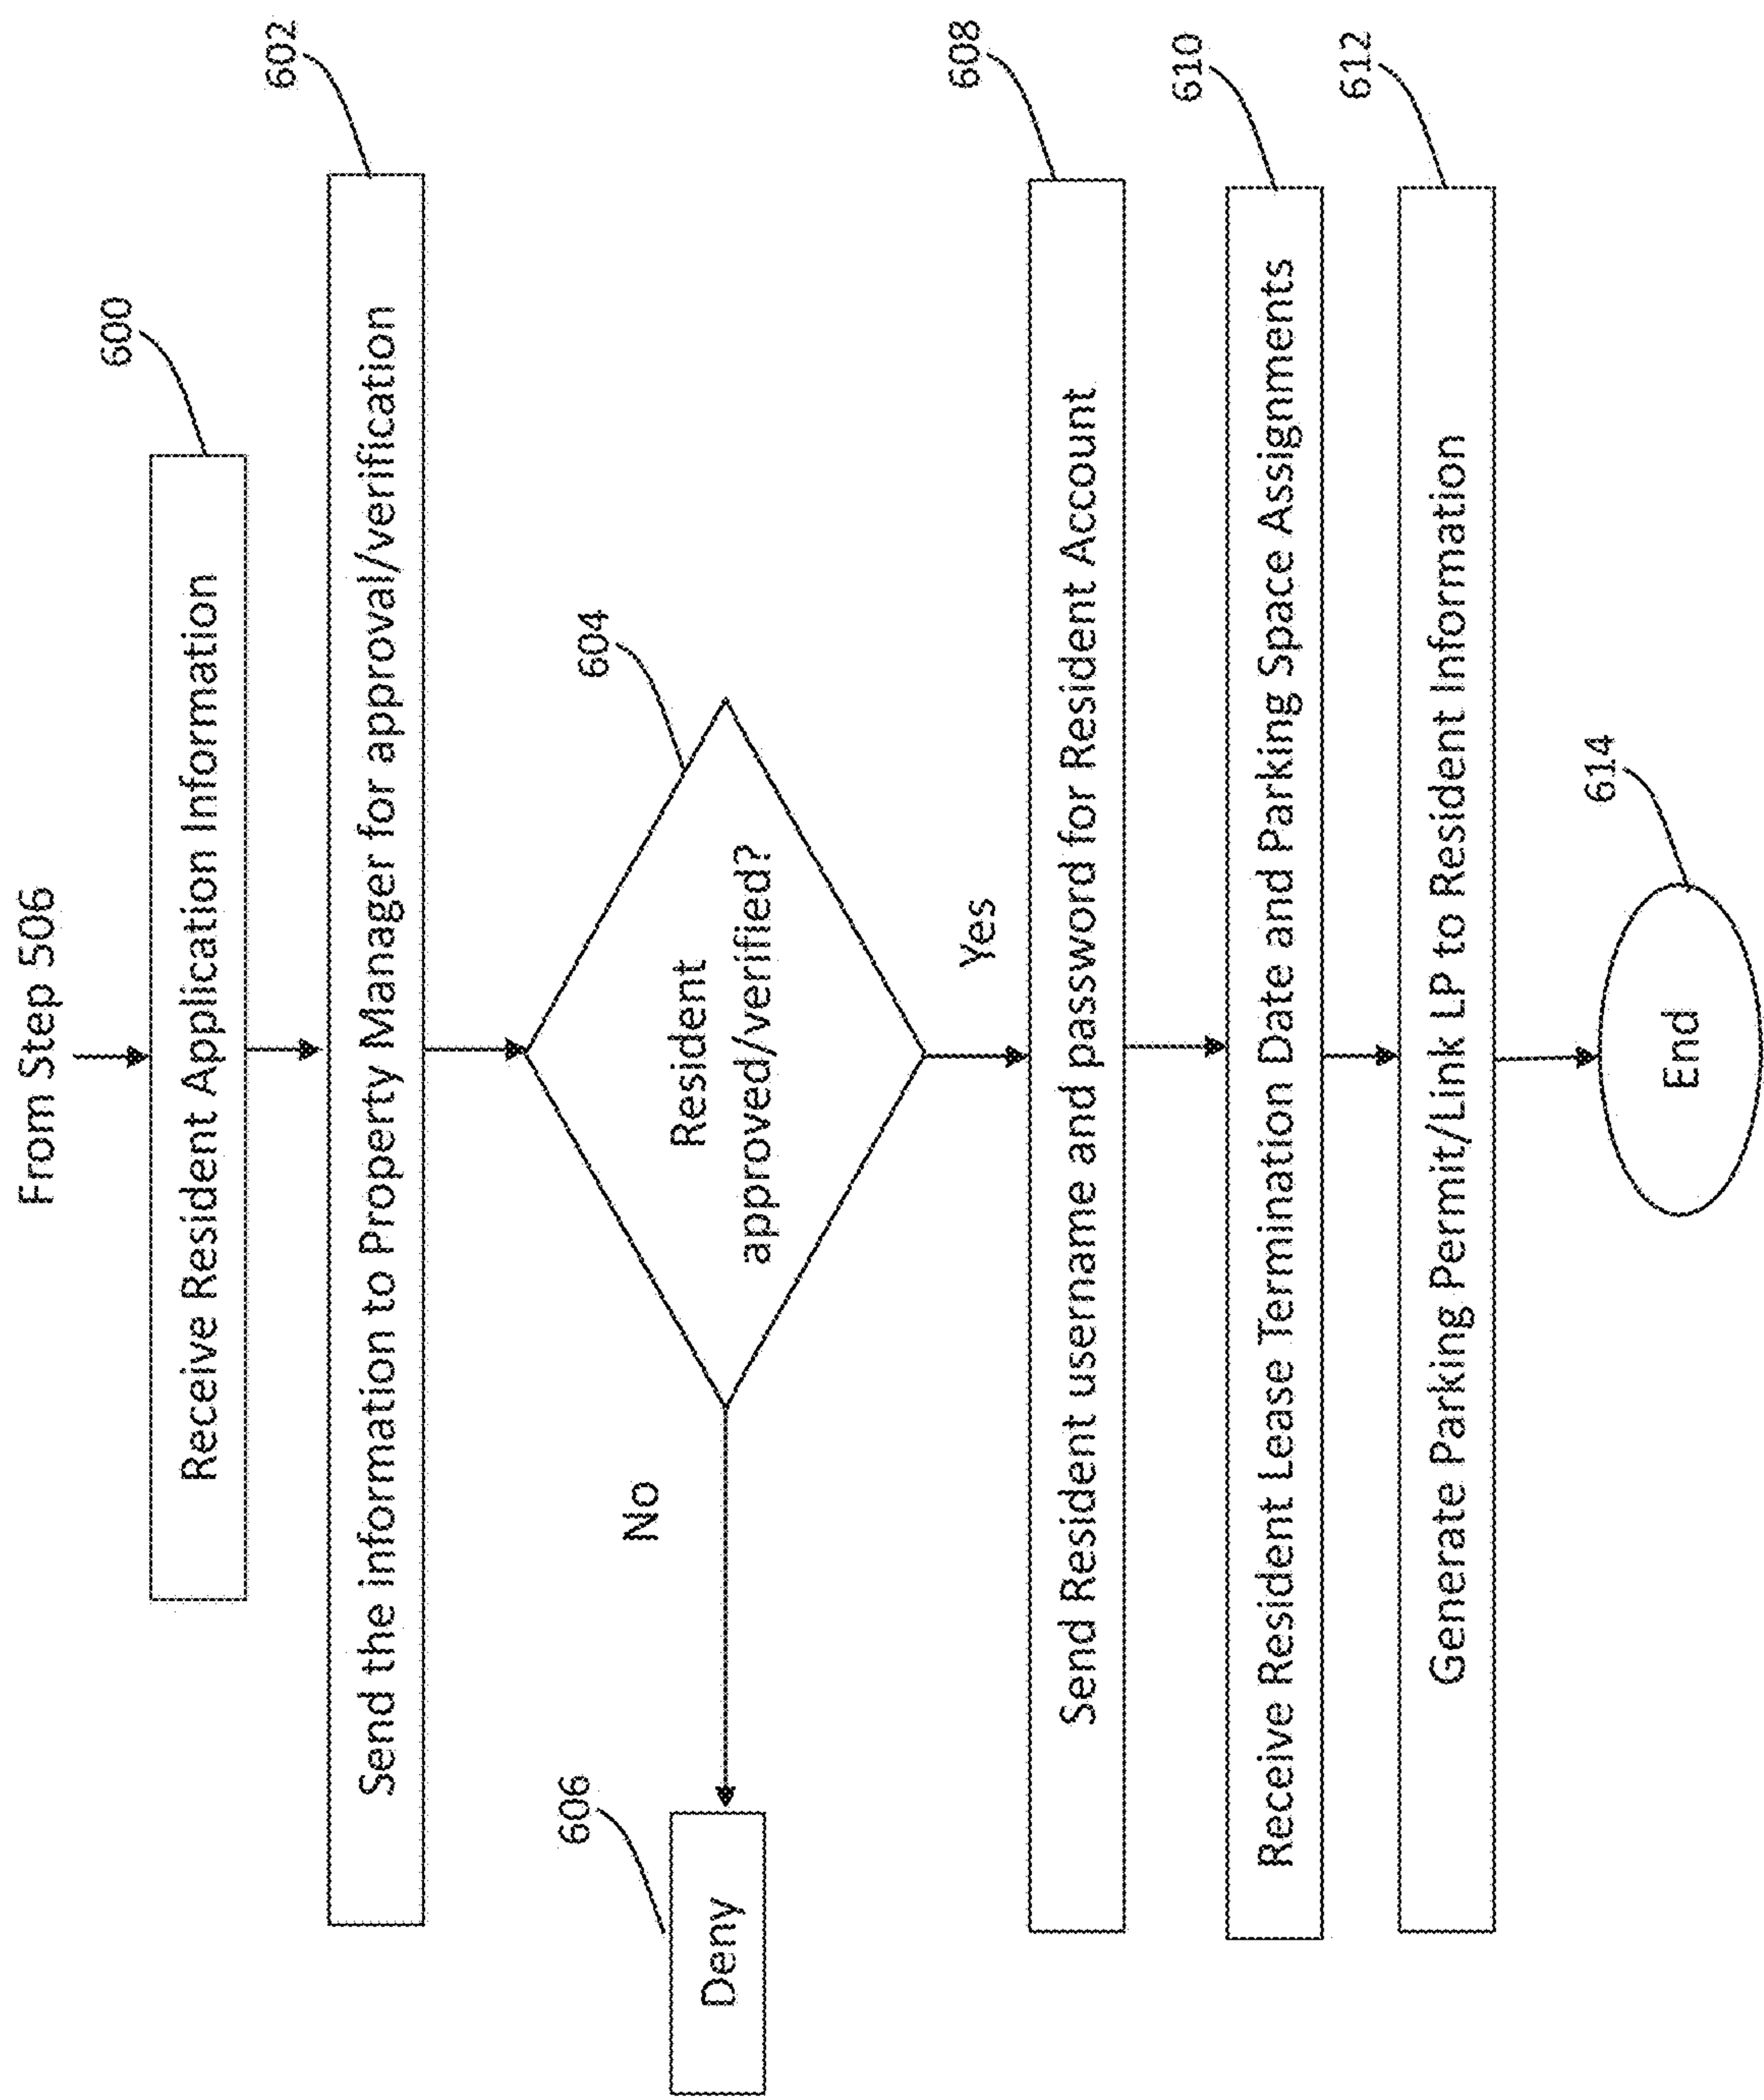 From Step 506
600
Receive Resident Application Information
602
Send the information to Property Manager for approval/verification
604
Resident
approved/verified?
No
606
Deny
Yes
608
Send Resident username and password for Resident Account
610
Receive Resident Lease Termination Date and Parking Space Assignments
612
Generate Parking Permit/Link LP to Resident Information
614
End